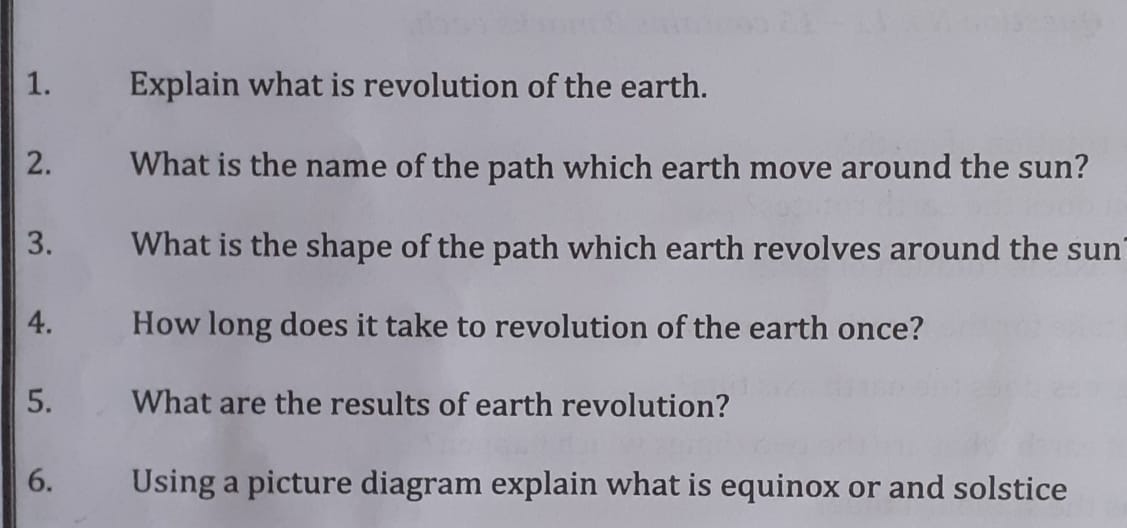 1. Explain what is revolution of the earth.
2. What is the name of the path which earth move around the sun?
3. What is the shape of the path which earth revolves around the sun
4. How long does it take to revolution of the earth once?
5. What are the results of earth revolution?
6. Using a picture diagram explain what is equinox or and solstice